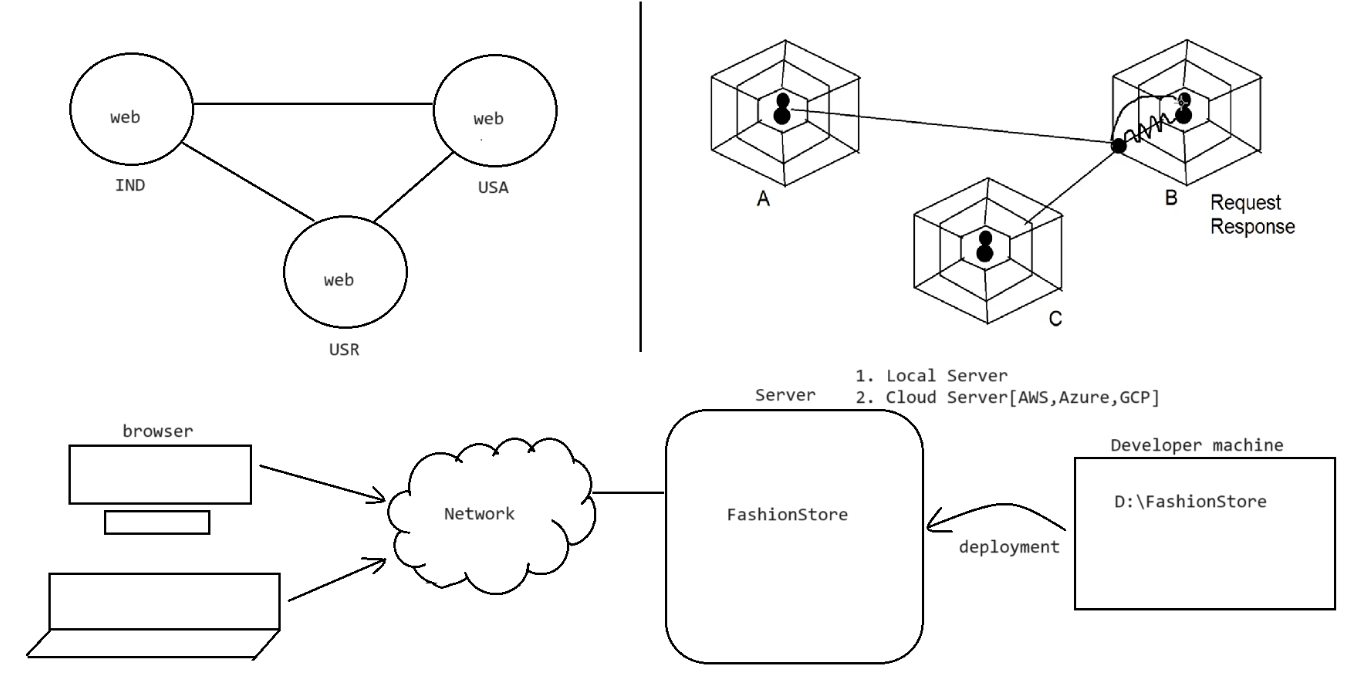 web
web
IND
USA
web
USR
A
B
Request
Response
C
1. Local Server
Server
2. Cloud Server[AWS,Azure,GCP]
browser
Developer machine
Network
FashionStore
D:\FashionStore
deployment